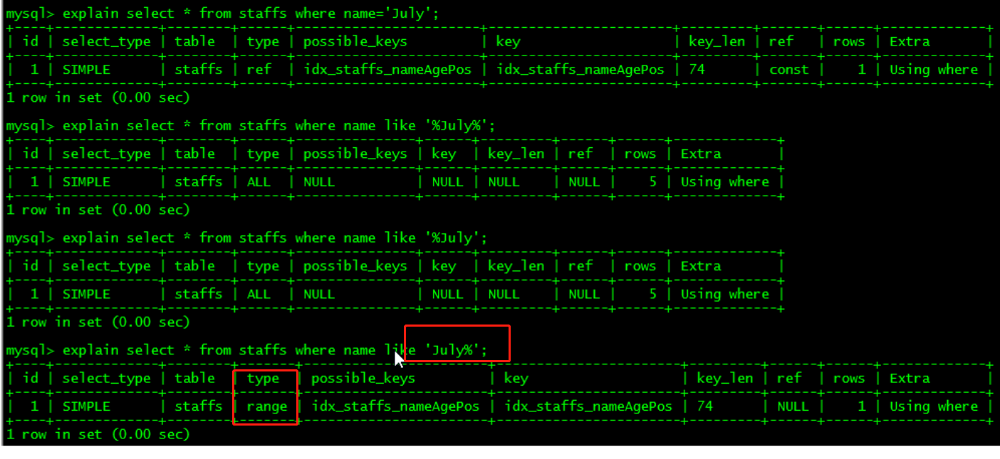 mysql> explain select * from staffs where name='July';
+----+-------------+--------+------+-----------------------+-----------------------+---------+-------+------+-------------+
| id | select_type | table | type | possible_keys | key | key_len | ref | rows | Extra |
+----+-------------+--------+------+-----------------------+-----------------------+---------+-------+------+-------------+
| 1 | SIMPLE | staffs | ref | idx_staffs_nameAgePos | idx_staffs_nameAgePos | 74 | const | 1 | Using where |
+----+-------------+--------+------+-----------------------+-----------------------+---------+-------+------+-------------+
1 row in set (0.00 sec)
mysql> explain select * from staffs where name like '%July%';
+----+-------------+--------+------+---------------+------+---------+------+------+-------------+
| id | select_type | table | type | possible_keys | key | key_len | ref | rows | Extra |
+----+-------------+--------+------+---------------+------+---------+------+------+-------------+
| 1 | SIMPLE | staffs | ALL | NULL | NULL | NULL | NULL | 5 | Using where |
+----+-------------+--------+------+---------------+------+---------+------+------+-------------+
1 row in set (0.00 sec)
mysql> explain select * from staffs where name like '%July';
+----+-------------+--------+------+---------------+------+---------+------+------+-------------+
| id | select_type | table | type | possible_keys | key | key_len | ref | rows | Extra |
+----+-------------+--------+------+---------------+------+---------+------+------+-------------+
| 1 | SIMPLE | staffs | ALL | NULL | NULL | NULL | NULL | 5 | Using where |
+----+-------------+--------+------+---------------+------+---------+------+------+-------------+
1 row in set (0.00 sec)
mysql> explain select * from staffs where name like 'July%';
+----+-------------+--------+-------+-----------------------+-----------------------+---------+------+------+-------------+
| id | select_type | table | type | possible_keys | key | key_len | ref | rows | Extra |
+----+-------------+--------+-------+-----------------------+-----------------------+---------+------+------+-------------+
| 1 | SIMPLE | staffs | range | idx_staffs_nameAgePos | idx_staffs_nameAgePos | 74 | NULL | 1 | Using where |
+----+-------------+--------+-------+-----------------------+-----------------------+---------+------+------+-------------+
1 row in set (0.00 sec)